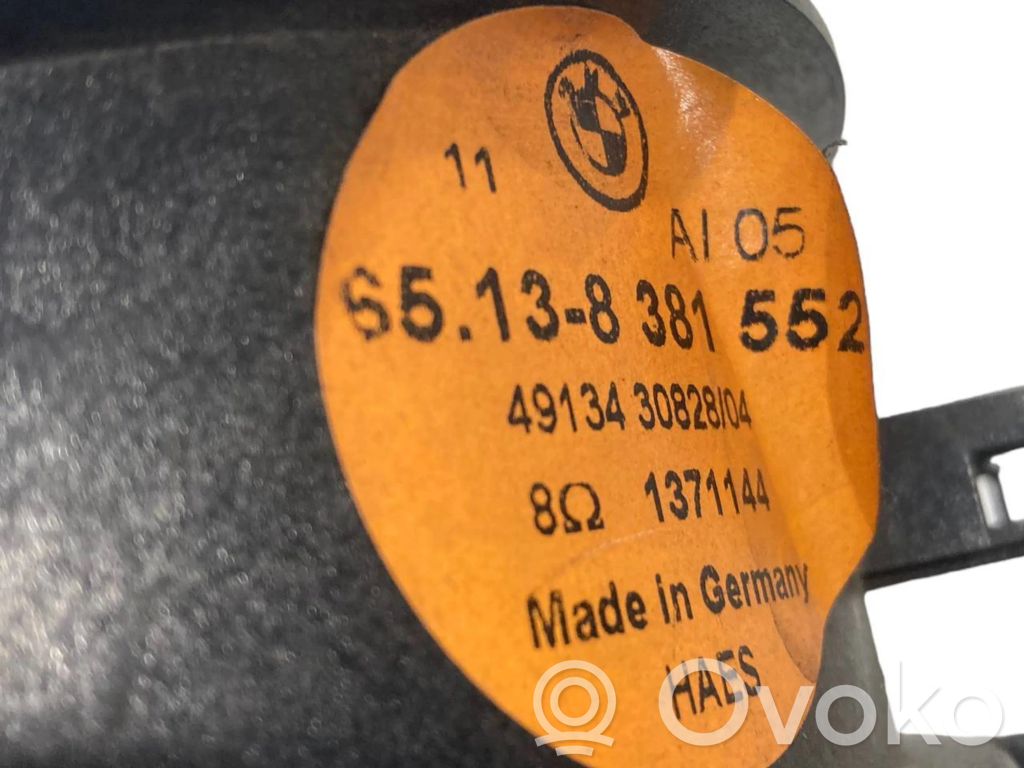 11
AI 05
65.13-8 381 552
49134 30828/04
8Ω 1371144
Made in Germany
HAES
Ovoko